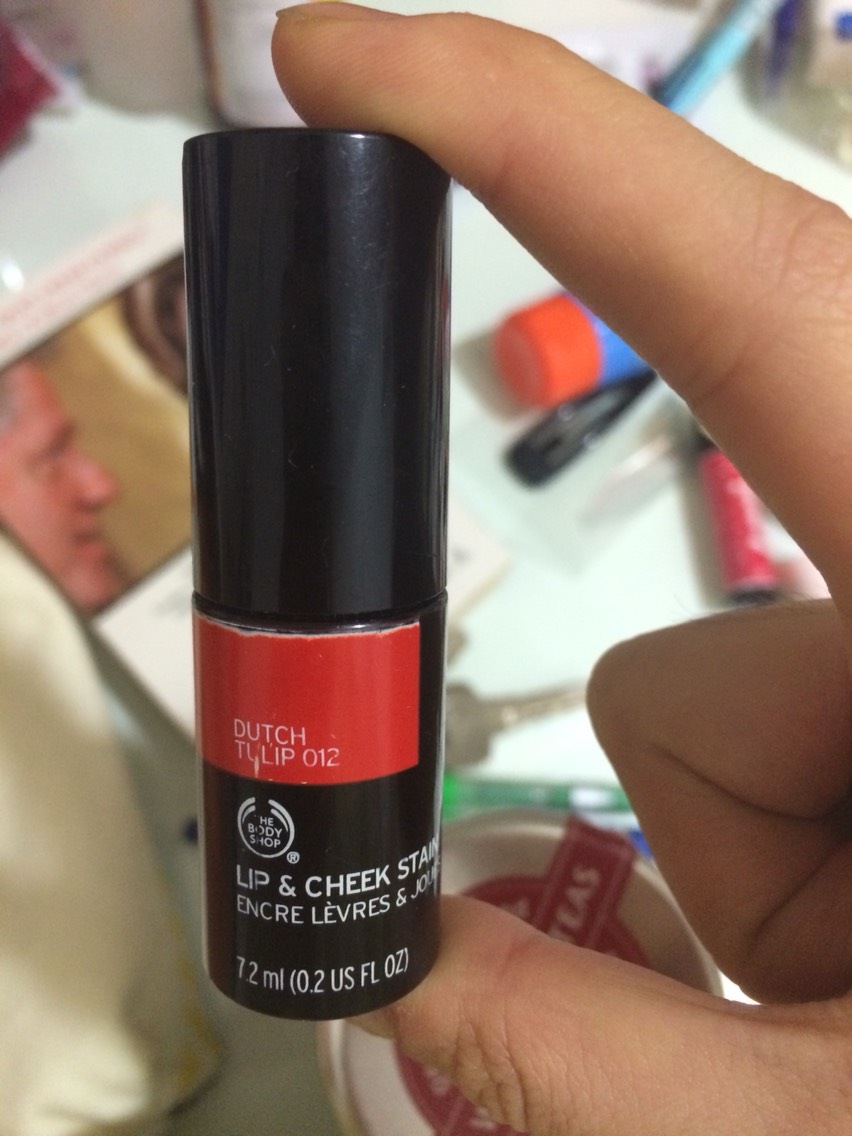 DUTCH
TULIP 012
THE
BODY
SHOP
®
LIP & CHEEK STAIN
ENCRE LÈVRES &
7.2 ml (0.2 US FL OZ)
TEAS